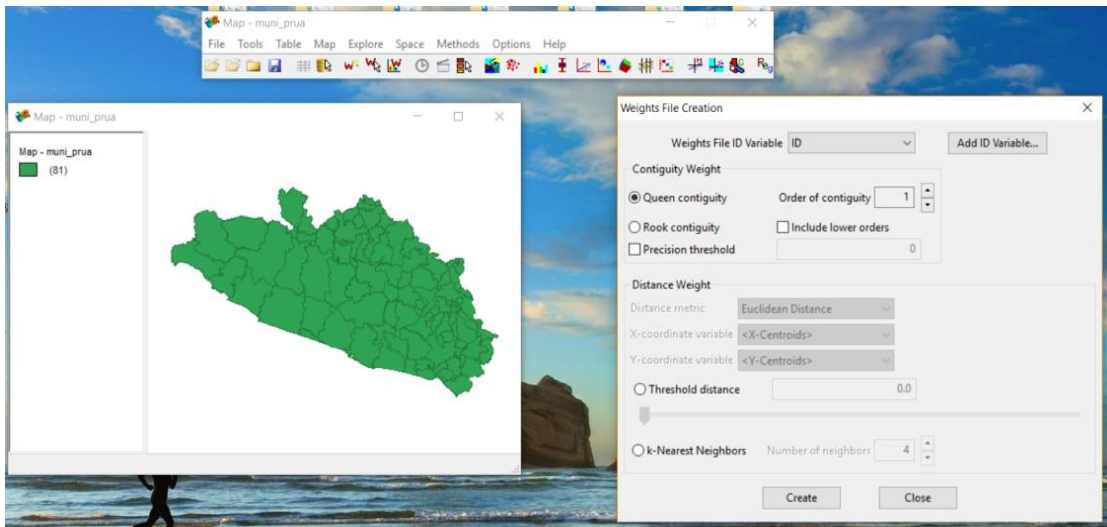 Map - muni_prua
File Tools Table Map Explore Space Methods Options Help
Map - muni_prua
Map - muni_prua
(81)
Weights File Creation
Weights File ID Variable ID Add ID Variable...
Contiguity Weight
Queen contiguity Order of contiguity 1
Rook contiguity Include lower orders
Precision threshold 0
Distance Weight
Distance metric Euclidean Distance
X-coordinate variable <X-Centroids>
Y-coordinate variable <Y-Centroids>
Threshold distance 0.0
k-Nearest Neighbors Number of neighbors 4
Create Close